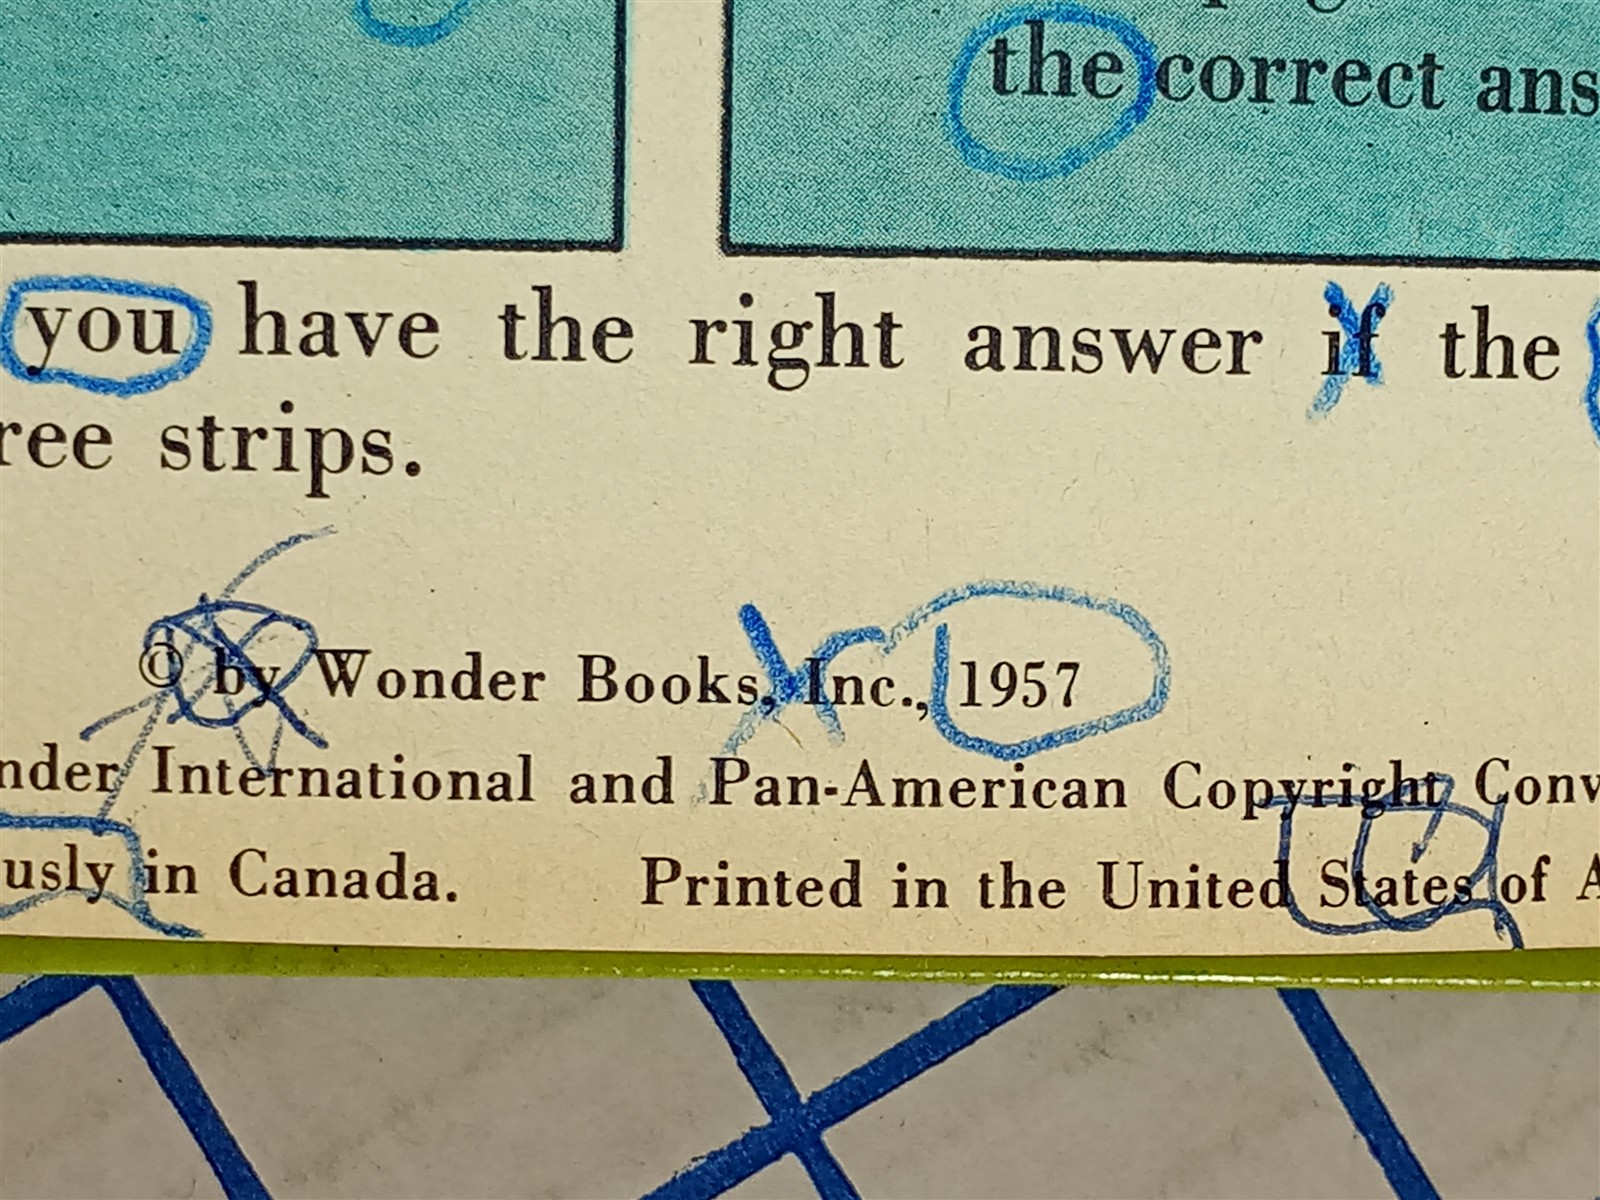 the correct ans
you have the right answer if the
ree strips.
© by Wonder Books, Inc., 1957
nder International and Pan-American Copyright Conv
usly in Canada. Printed in the United States of A